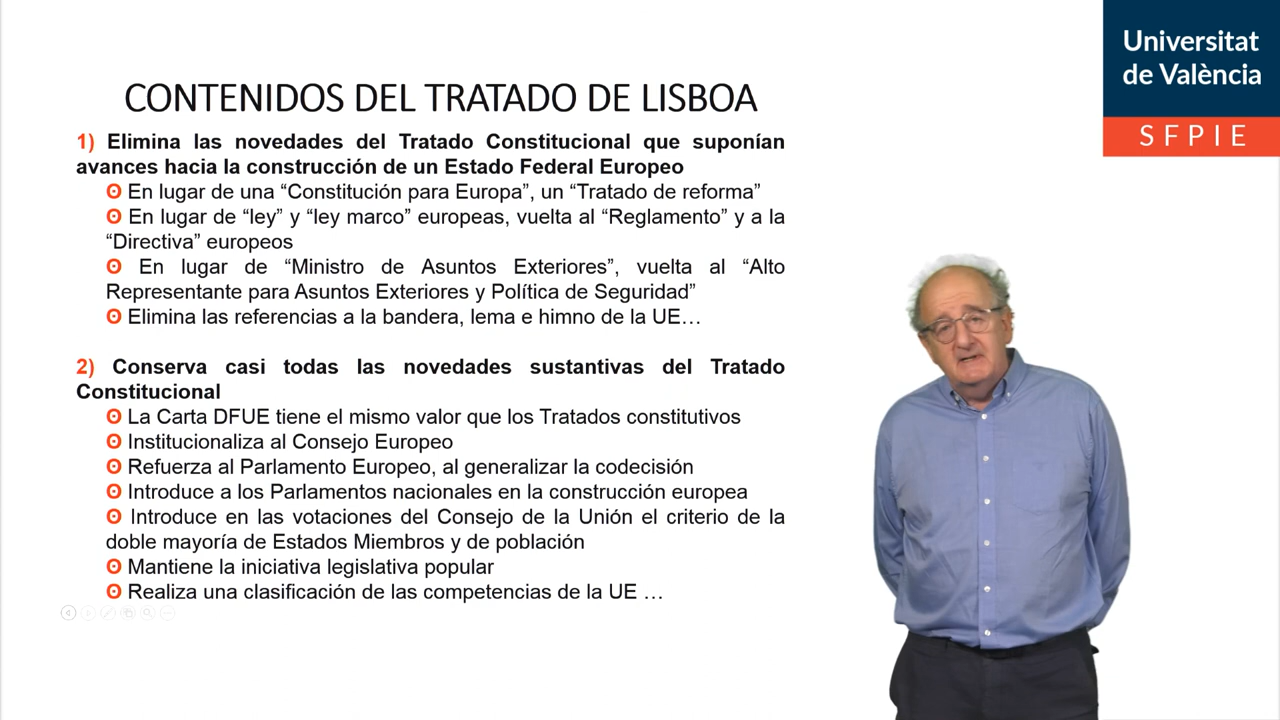 Universitat
de València
SFPIE
CONTENIDOS DEL TRATADO DE LISBOA
1) Elimina las novedades del Tratado Constitucional que suponían
avances hacia la construcción de un Estado Federal Europeo
ʘ En lugar de una “Constitución para Europa”, un “Tratado de reforma”
ʘ En lugar de “ley” y “ley marco” europeas, vuelta al “Reglamento” y a la
“Directiva” europeos
ʘ En lugar de “Ministro de Asuntos Exteriores”, vuelta al “Alto
Representante para Asuntos Exteriores y Política de Seguridad”
ʘ Elimina las referencias a la bandera, lema e himno de la UE…
2) Conserva casi todas las novedades sustantivas del Tratado
Constitucional
ʘ La Carta DFUE tiene el mismo valor que los Tratados constitutivos
ʘ Institucionaliza al Consejo Europeo
ʘ Refuerza al Parlamento Europeo, al generalizar la codecisión
ʘ Introduce a los Parlamentos nacionales en la construcción europea
ʘ Introduce en las votaciones del Consejo de la Unión el criterio de la
doble mayoría de Estados Miembros y de población
ʘ Mantiene la iniciativa legislativa popular
ʘ Realiza una clasificación de las competencias de la UE …